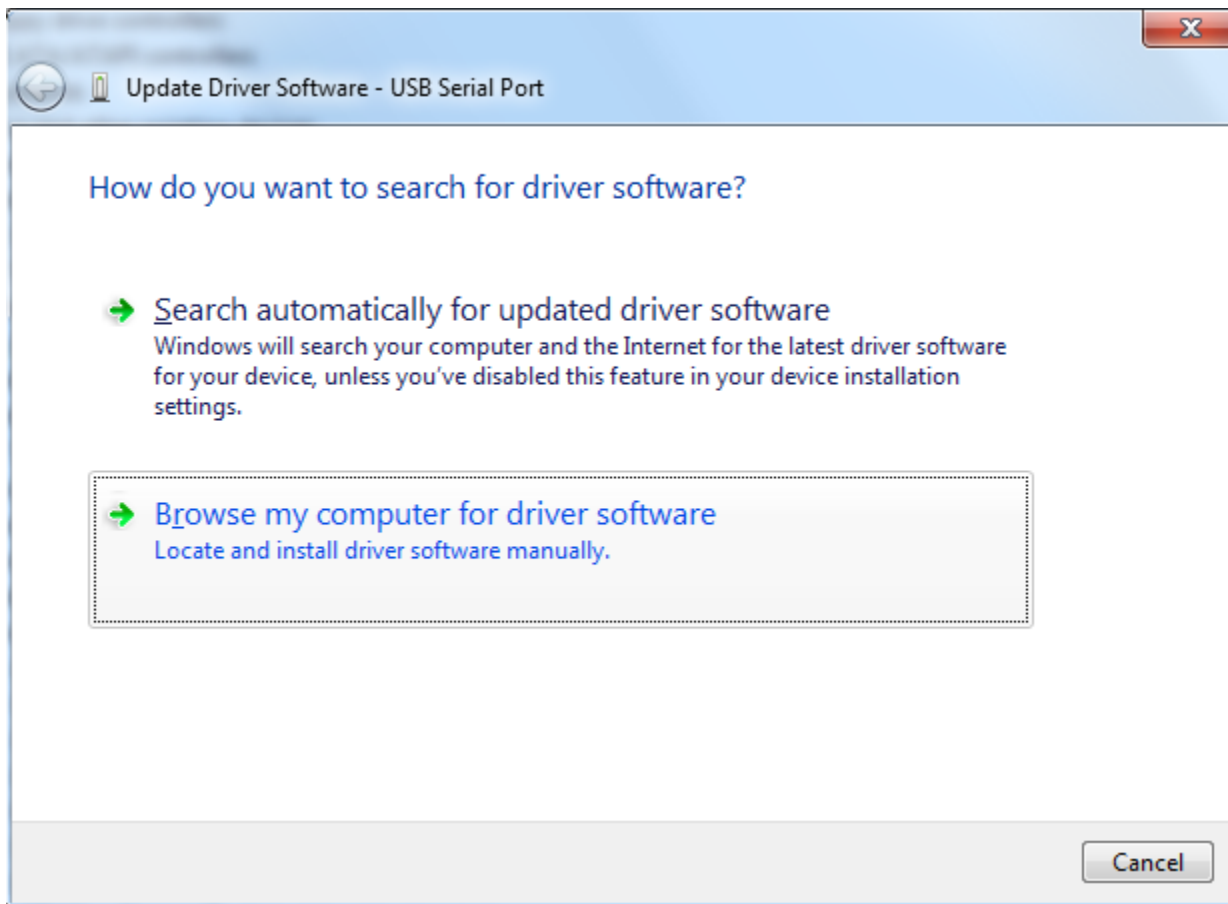 Update Driver Software - USB Serial Port
How do you want to search for driver software?
Search automatically for updated driver software
Windows will search your computer and the Internet for the latest driver software
for your device, unless you've disabled this feature in your device installation
settings.
Browse my computer for driver software
Locate and install driver software manually.
Cancel